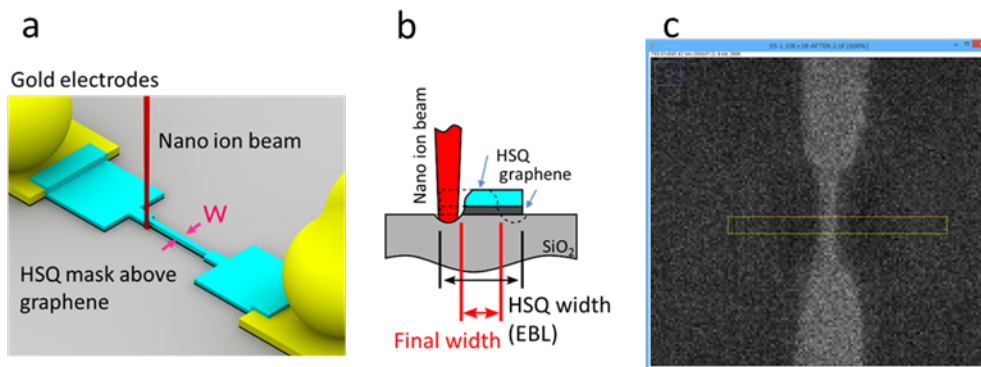 a
b
c
Gold electrodes
Nano ion beam
W
HSQ mask above
graphene
Nano ion beam
HSQ
graphene
SiO2
HSQ width
(EBL)
Final width